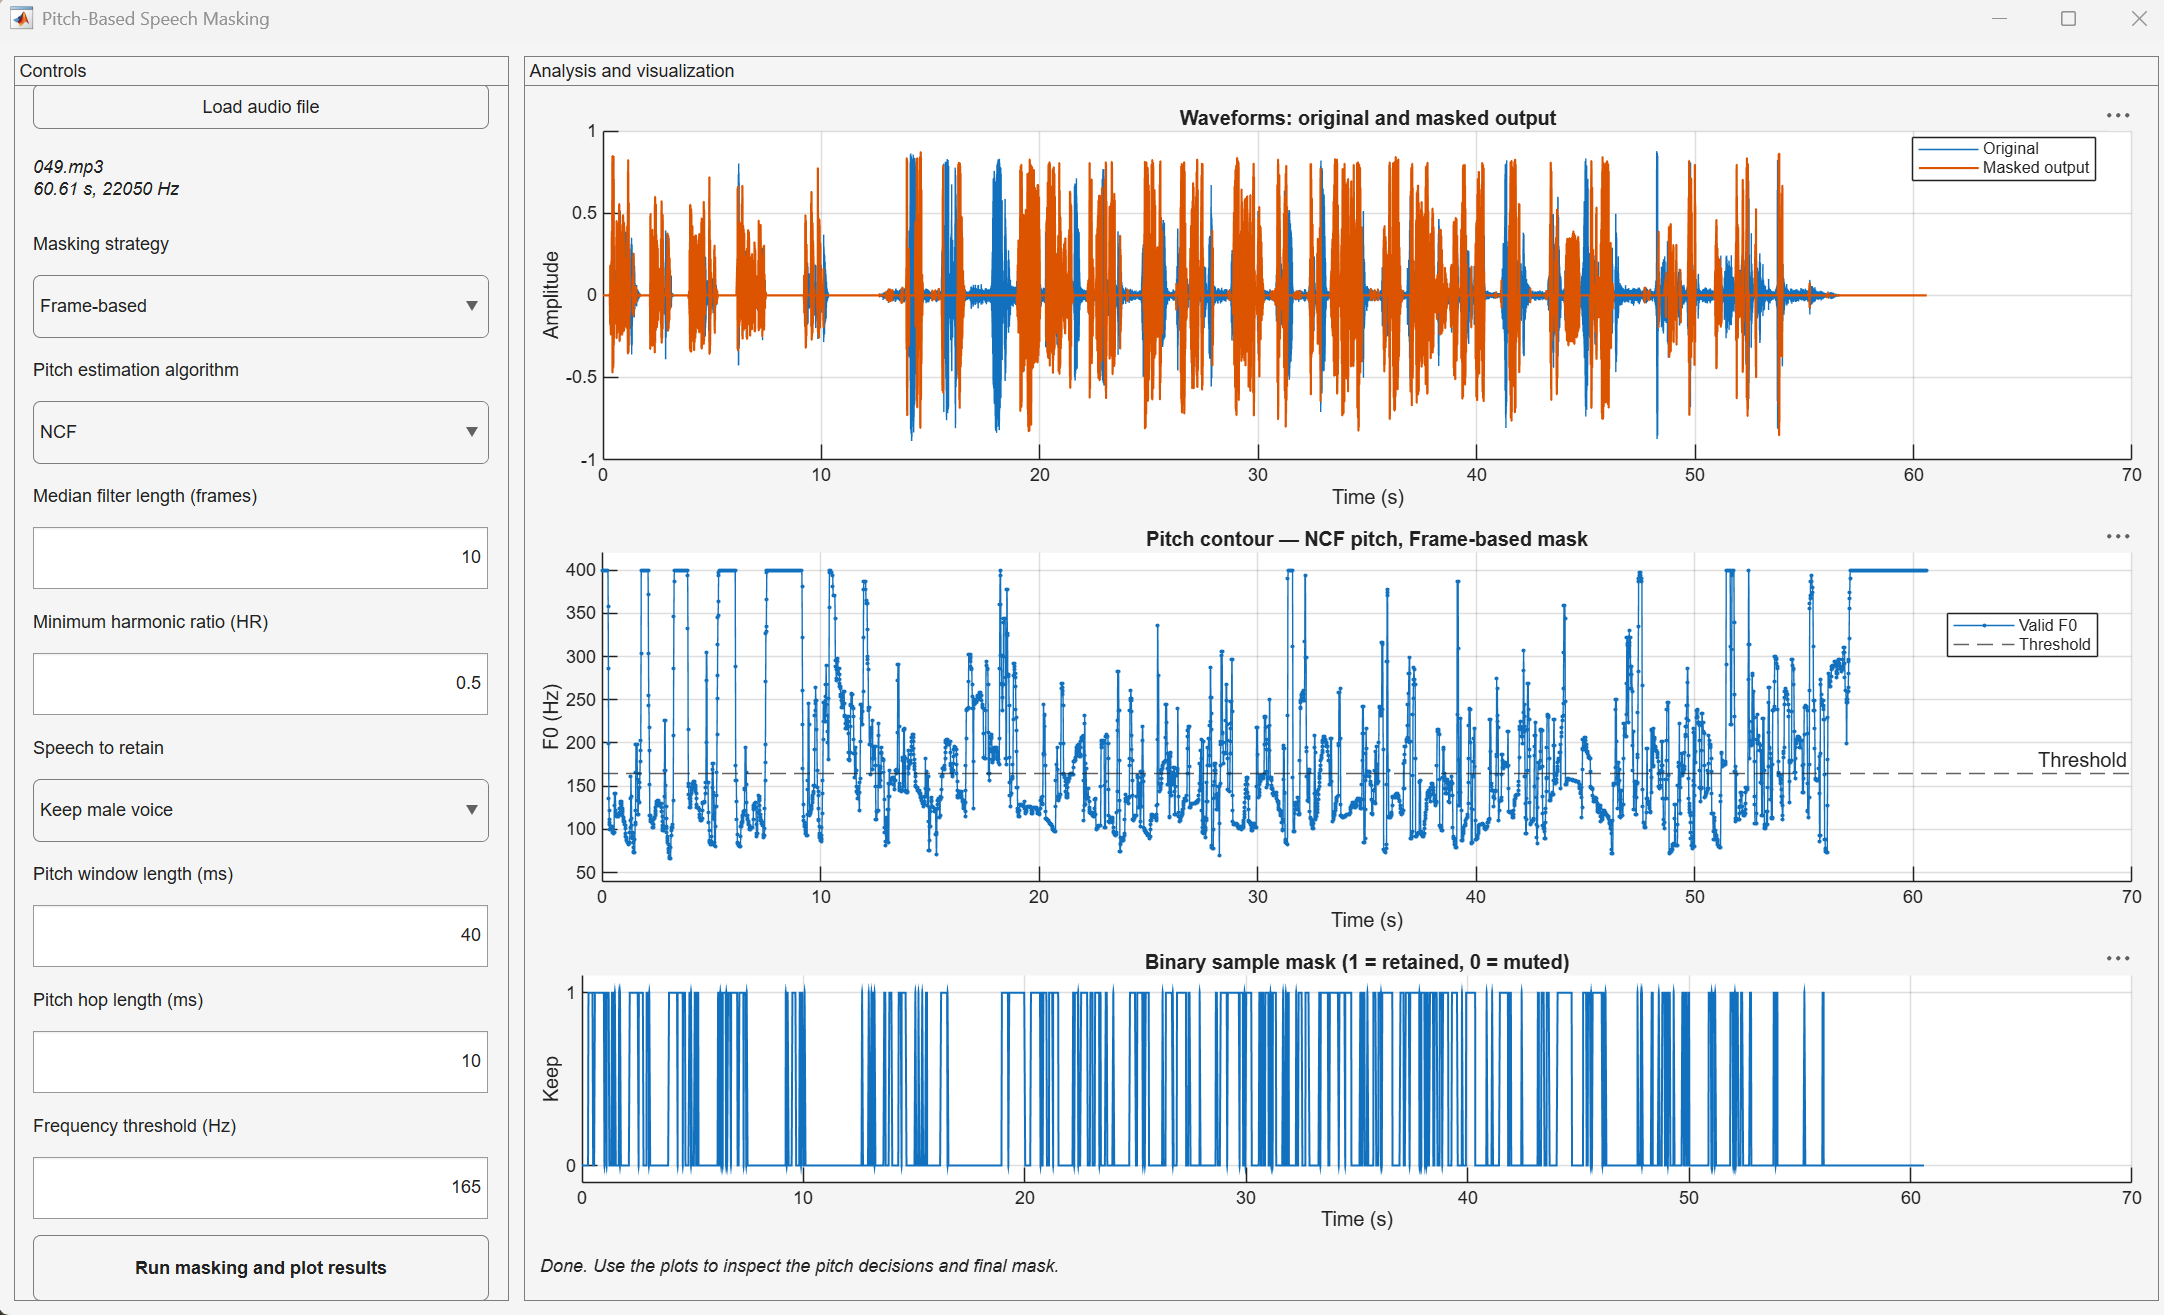 Pitch-Based Speech Masking
Controls
Load audio file
049.mp3
60.61 s, 22050 Hz
Masking strategy
Frame-based
Pitch estimation algorithm
NCF
Median filter length (frames)
10
Minimum harmonic ratio (HR)
0.5
Speech to retain
Keep male voice
Pitch window length (ms)
40
Pitch hop length (ms)
10
Frequency threshold (Hz)
165
Run masking and plot results
Analysis and visualization
Waveforms: original and masked output
Original
Masked output
Amplitude
1
0.5
0
-0.5
-1
0 10 20 30 40 50 60 70
Time (s)
Pitch contour — NCF pitch, Frame-based mask
Valid F0
Threshold
Threshold
F0 (Hz)
400
350
300
250
200
150
100
50
0 10 20 30 40 50 60 70
Time (s)
Binary sample mask (1 = retained, 0 = muted)
Keep
1
0
0 10 20 30 40 50 60 70
Time (s)
Done. Use the plots to inspect the pitch decisions and final mask.